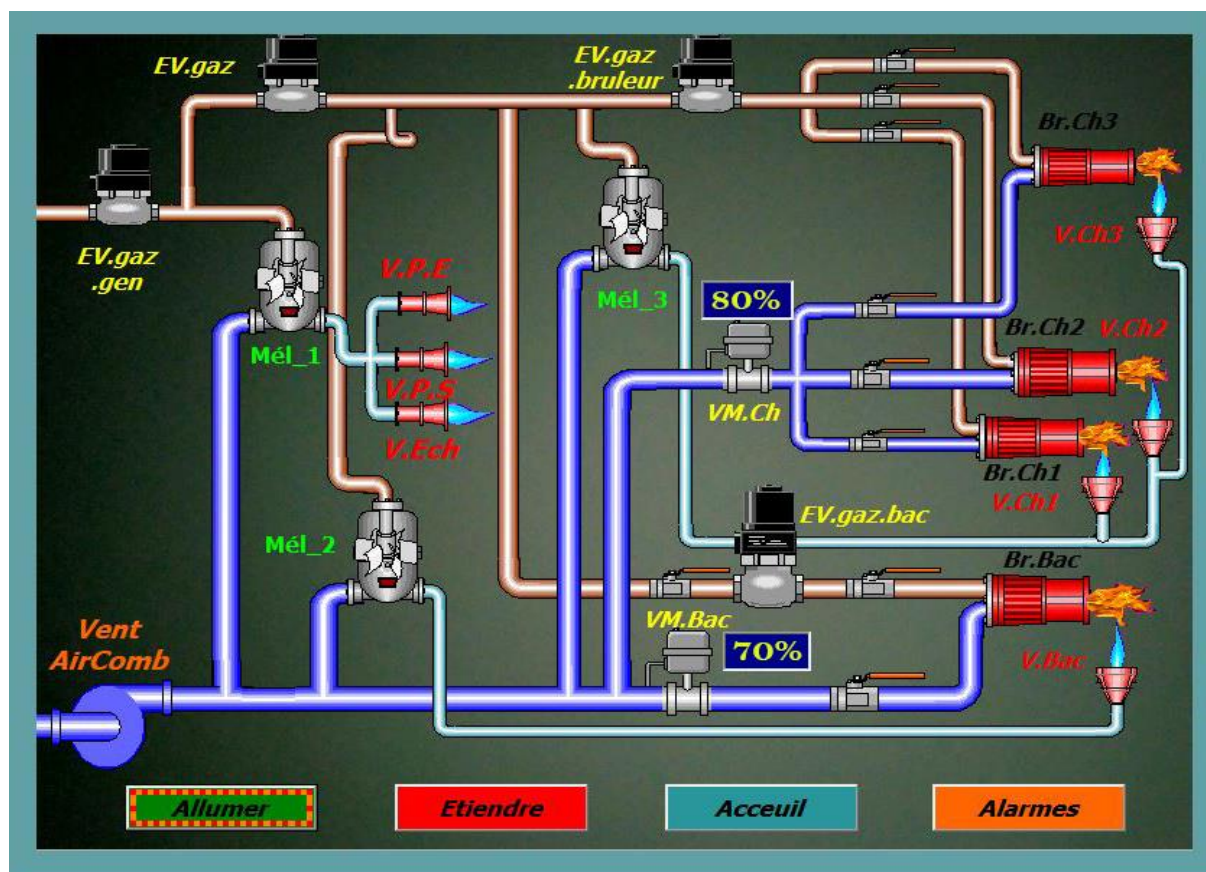 EV.gaz
EV.gaz
.bruleur
Br.Ch3
EV.gaz
.gen
V.Ch3
V.P.E
Mél_3
80%
Mél_1
Br.Ch2
V.Ch2
V.P.S
VM.Ch
V.Ech
Br.Ch1
V.Ch1
Mél_2
EV.gaz.bac
Br.Bac
VM.Bac
Vent
AirComb
70%
V.Bac
Allumer
Etiendre
Acceuil
Alarmes